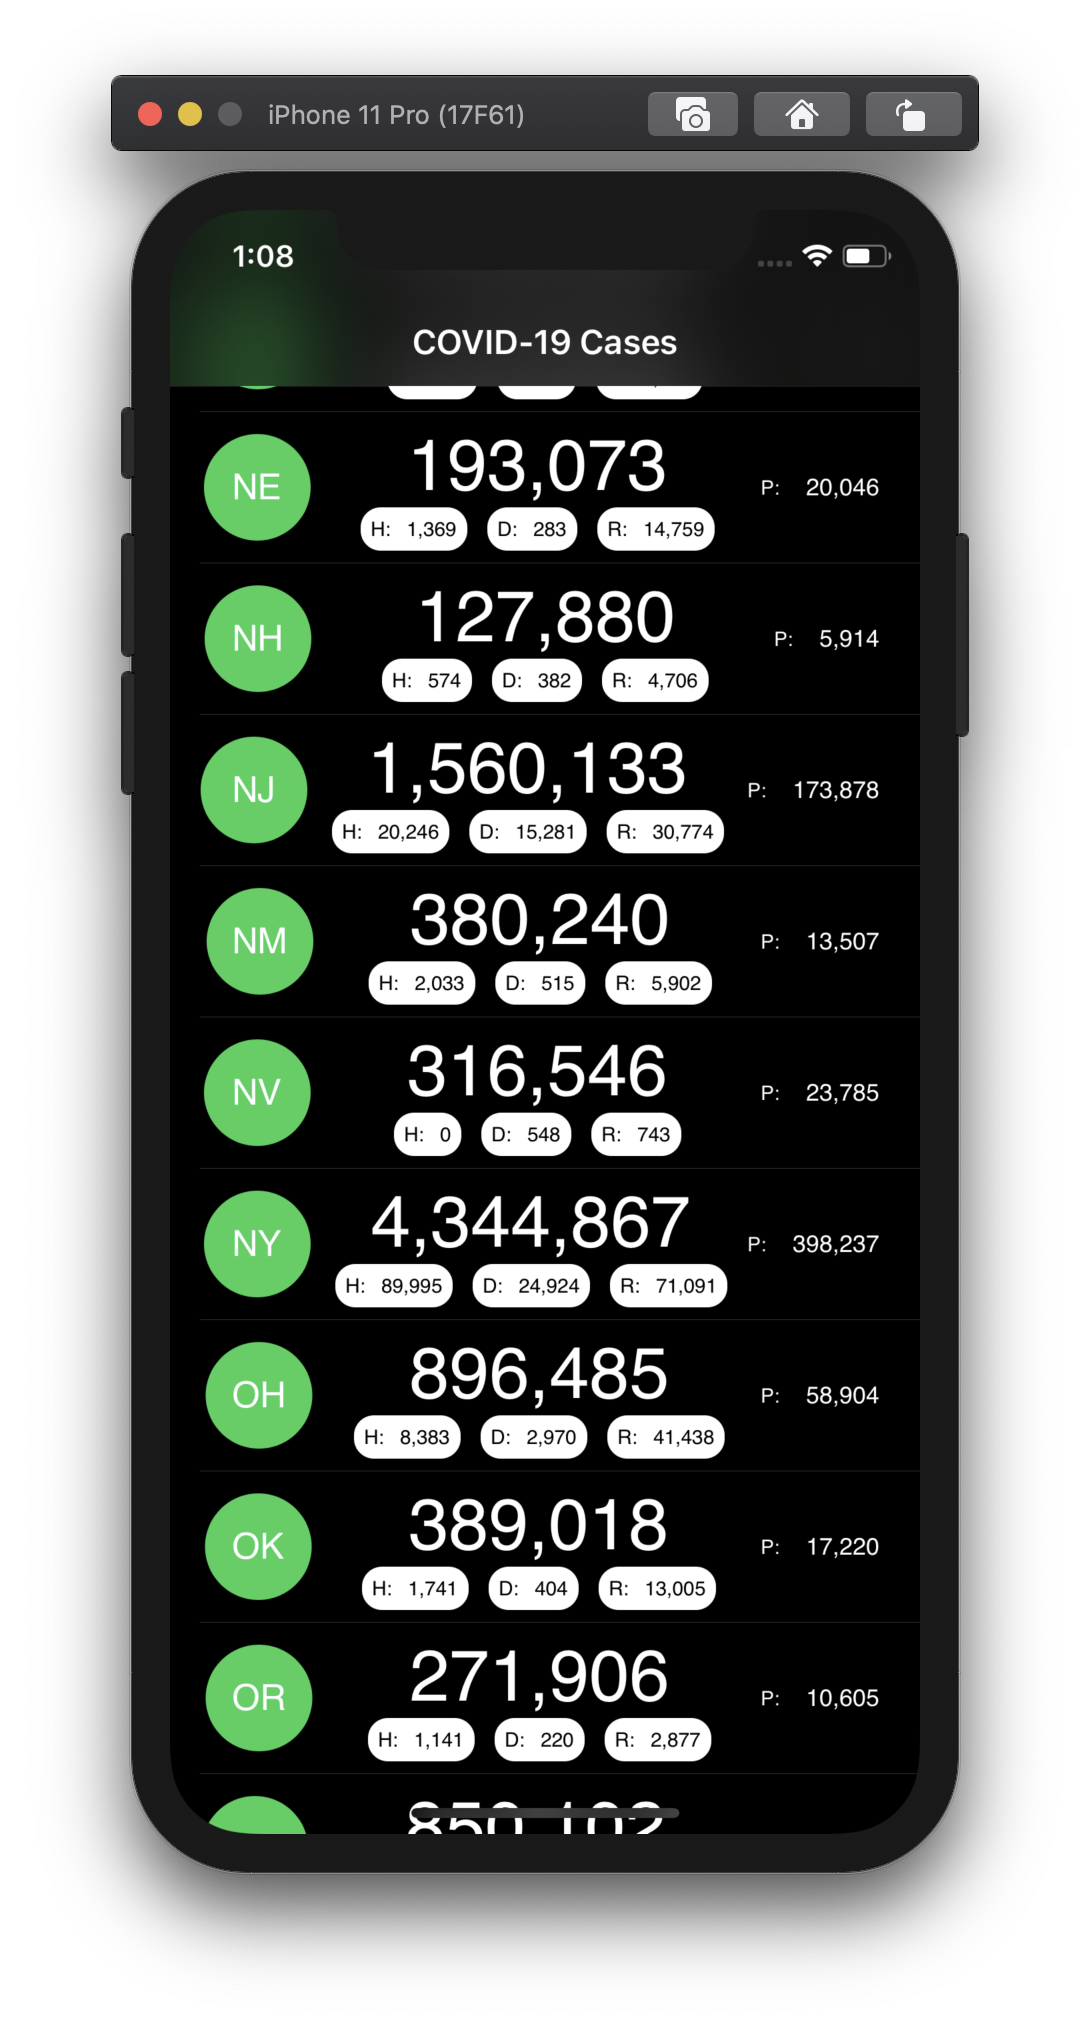 iPhone 11 Pro (17F61)
1:08
COVID-19 Cases
NE 193,073 P: 20,046
H: 1,369 D: 283 R: 14,759
NH 127,880 P: 5,914
H: 574 D: 382 R: 4,706
NJ 1,560,133 P: 173,878
H: 20,246 D: 15,281 R: 30,774
NM 380,240 P: 13,507
H: 2,033 D: 515 R: 5,902
NV 316,546 P: 23,785
H: 0 D: 548 R: 743
NY 4,344,867 P: 398,237
H: 89,995 D: 24,924 R: 71,091
OH 896,485 P: 58,904
H: 8,383 D: 2,970 R: 41,438
OK 389,018 P: 17,220
H: 1,741 D: 404 R: 13,005
OR 271,906 P: 10,605
H: 1,141 D: 220 R: 2,877